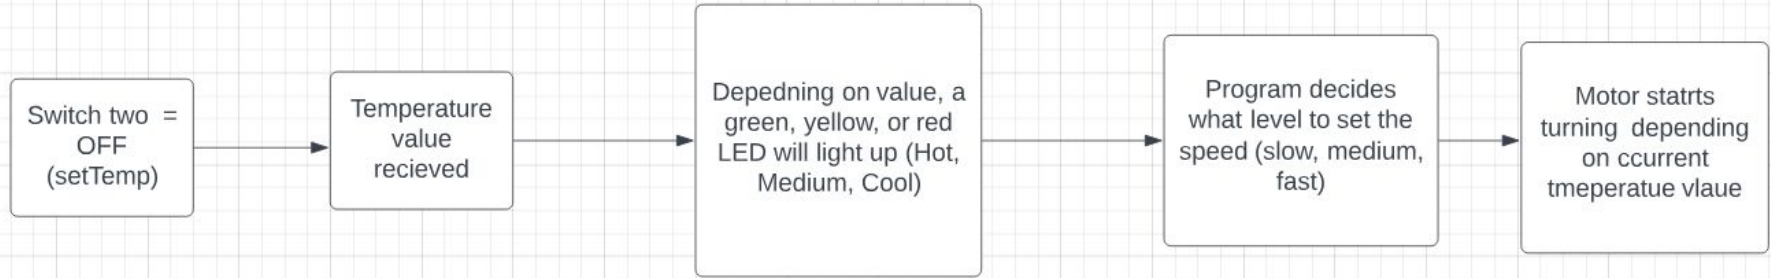 Switch two  =
OFF
(setTemp)
Temperature
value
recieved
Depedning on value, a
green, yellow, or red
LED will light up (Hot,
Medium, Cool)
Program decides
what level to set the
speed (slow, medium,
fast)
Motor statrts
turning  depending
on ccurrent
tmeperatue vlaue